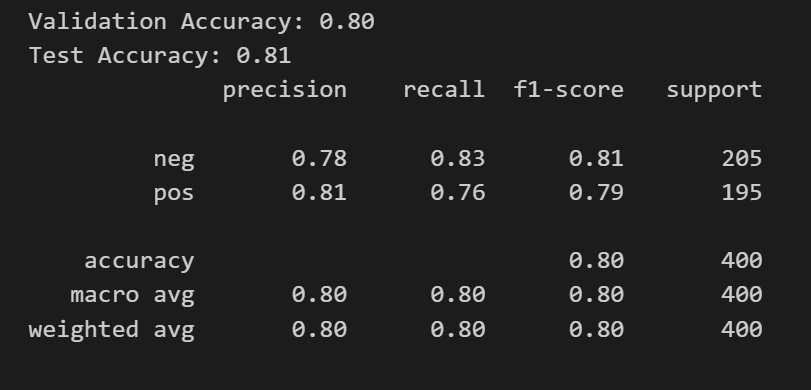 Validation Accuracy: 0.80
Test Accuracy: 0.81
precision recall f1-score support
neg 0.78 0.83 0.81 205
pos 0.81 0.76 0.79 195
accuracy 0.80 400
macro avg 0.80 0.80 0.80 400
weighted avg 0.80 0.80 0.80 400